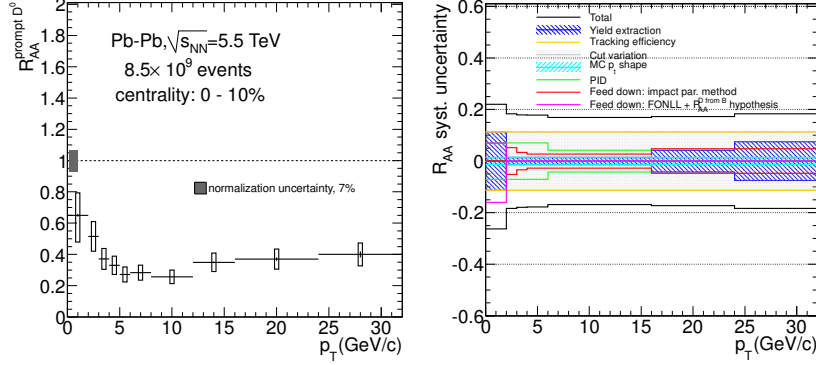 R_AA^prompt D^0
2
1.8
1.6
1.4
1.2
1
0.8
0.6
0.4
0.2
0
Pb-Pb,√s_NN=5.5 TeV
8.5× 10^9 events
centrality: 0 - 10%
normalization uncertainty, 7%
0 5 10 15 20 25 30
p_T(GeV/c)
R_AA syst. uncertainty
0.6
0.4
0.2
0
-0.2
-0.4
-0.6
Total
Yield extraction
Tracking efficiency
Cut variation
MC p_t shape
PID
Feed down: impact par. method
Feed down: FONLL + R_AA^D from B hypothesis
0 5 10 15 20 25 30
p_T(GeV/c)